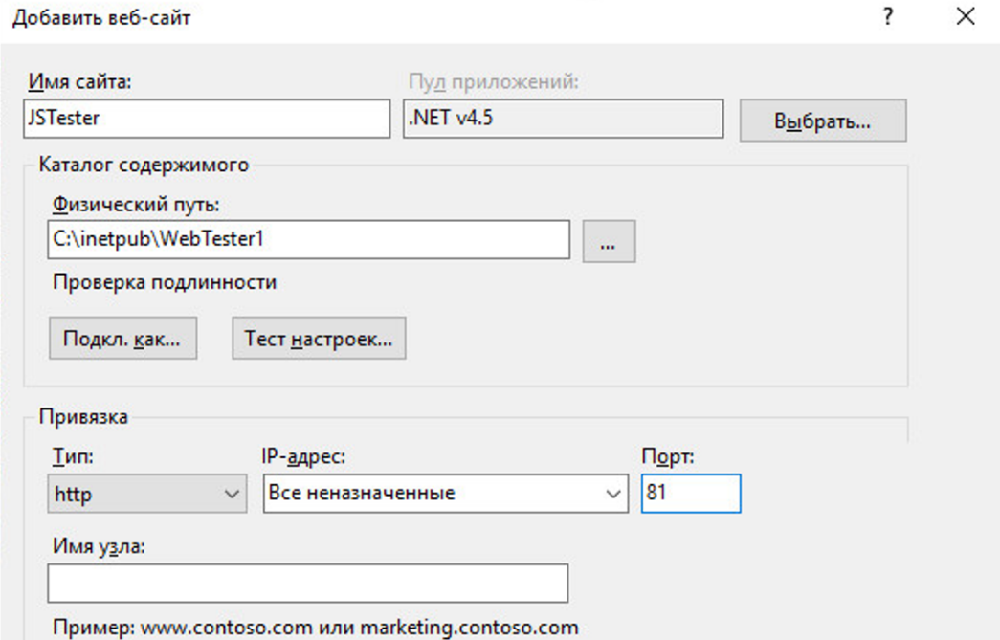 Добавить веб-сайт ? ×
Имя сайта: Пул приложений:
JSTester .NET v4.5 Выбрать...
Каталог содержимого
Физический путь:
C:\inetpub\WebTester1 ...
Проверка подлинности
Подкл. как... Тест настроек...
Привязка
Тип: IP-адрес: Порт:
http Все неназначенные 81
Имя узла:
Пример: www.contoso.com или marketing.contoso.com